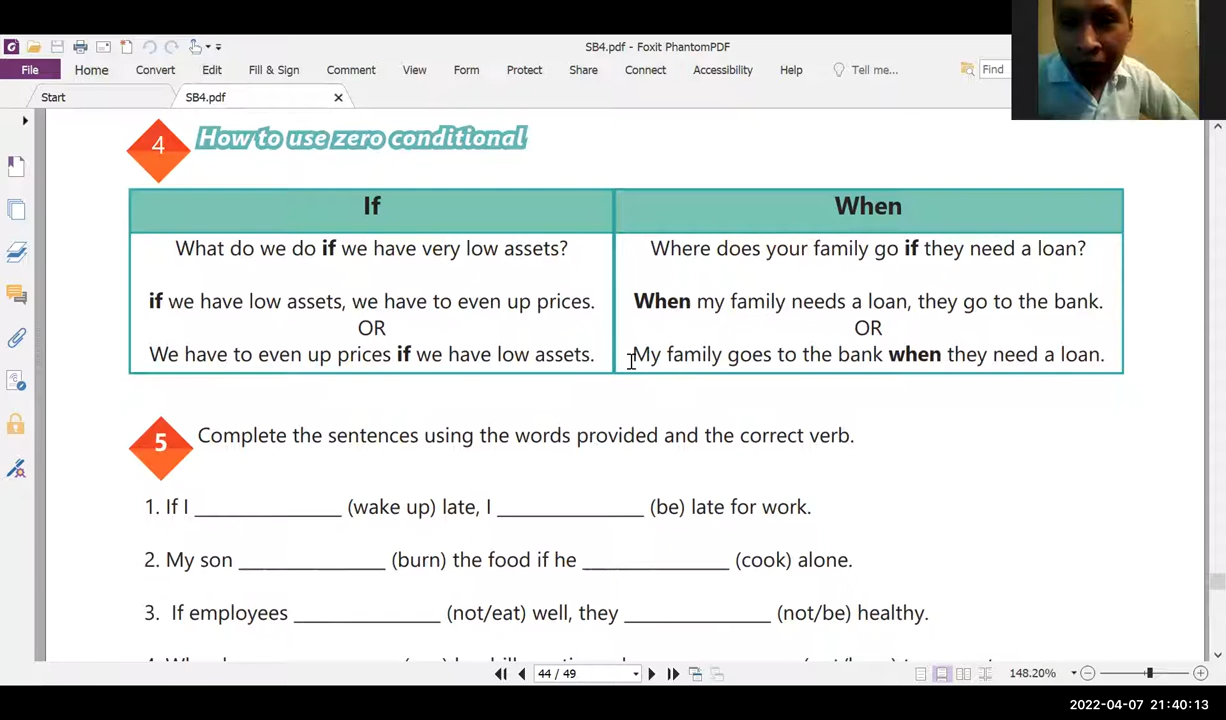 SB4.pdf - Foxit PhantomPDF
File Home Convert Edit Fill & Sign Comment View Form Protect Share Connect Accessibility Help Tell me... Find
Start SB4.pdf
4 How to use zero conditional
If When
What do we do if we have very low assets? Where does your family go if they need a loan?
if we have low assets, we have to even up prices. When my family needs a loan, they go to the bank.
OR OR
We have to even up prices if we have low assets. My family goes to the bank when they need a loan.
5 Complete the sentences using the words provided and the correct verb.
1. If I ______________ (wake up) late, I ______________ (be) late for work.
2. My son ______________ (burn) the food if he ______________ (cook) alone.
3. If employees ______________ (not/eat) well, they ______________ (not/be) healthy.
44 / 49 148.20%
2022-04-07 21:40:13